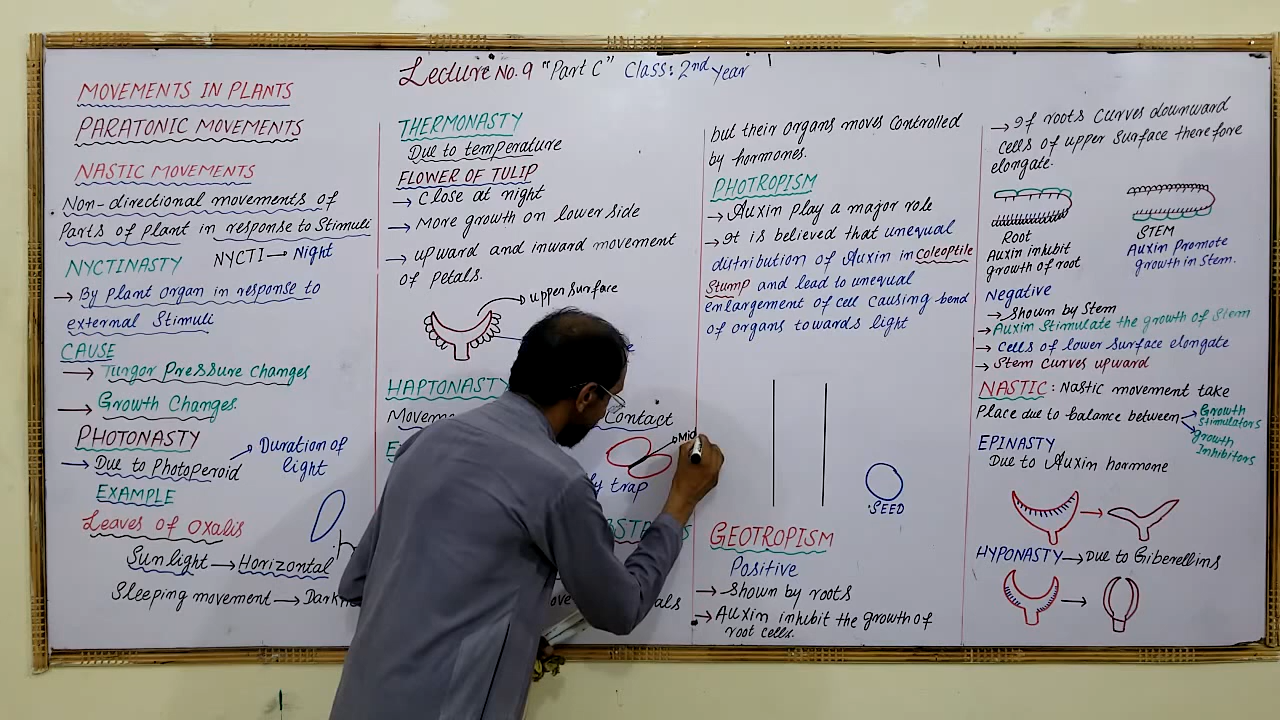 Lecture No. 9 "Part C" Class: 2nd Year
MOVEMENTS IN PLANTS
PARATONIC MOVEMENTS
NASTIC MOVEMENTS
Non-directional movements of
Parts of plant in response to Stimuli
NYCTINASTY NYCTI → Night
→ By plant organ in response to
external Stimuli
CAUSE
→ Turgor Pressure changes
→ Growth Changes.
PHOTONASTY
→ Due to Photoperoid
Duration of
light
EXAMPLE
Leaves of Oxalis
Sunlight → Horizontal
Sleeping movement →
THERMONASTY
Due to temperature
FLOWER OF TULIP
→ Close at night
→ More growth on lower side
→ upward and inward movement
of petals.
upper surface
HAPTONASTY
Contact
trap
but their organs moves controlled
by hormones.
PHOTROPISM
→ Auxin play a major role
→ It is believed that unequal
distribution of Auxin in Coleoptile
Stump and lead to unequal
enlargement of cell causing bend
of organs towards light
SEED
GEOTROPISM
Positive
→ Shown by roots
→ Auxin inhibit the growth of
root cells.
→ If roots curves downward
cells of upper surface therefore
elongate.
ROOT
Auxin inhibit
growth of root
STEM
Auxin Promote
growth in Stem.
Negative
→ Shown by Stem
→ Auxin Stimulate the growth of Stem
→ Cells of lower surface elongate
→ Stem Curves upward
NASTIC: Nastic movement take
Place due to balance between
Growth
Stimulators
growth
Inhibitors
EPINASTY
Due to Auxin hormone
HYPONASTY → Due to Giberellins